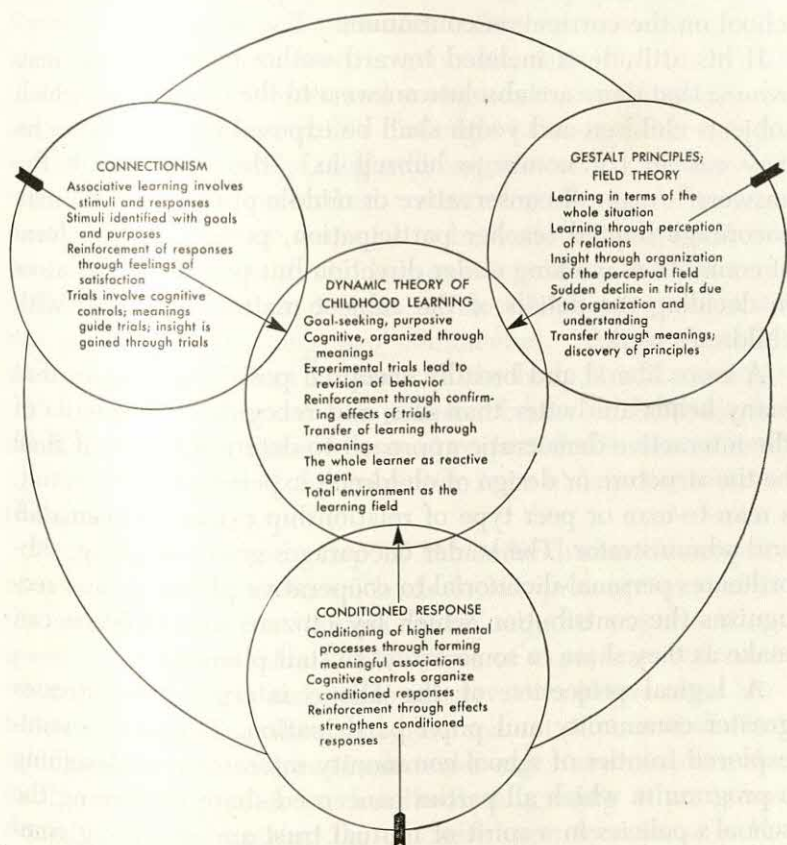 CONNECTIONISM
Associative learning involves
stimuli and responses
Stimuli identified with goals
and purposes
Reinforcement of responses
through feelings of
satisfaction
Trials involve cognitive
controls; meanings
guide trials; insight is
gained through trials
GESTALT PRINCIPLES;
FIELD THEORY
Learning in terms of the
whole situation
Learning through perception
of relations
Insight through organization
of the perceptual field
Sudden decline in trials due
to organization and
understanding
Transfer through meanings;
discovery of principles
DYNAMIC THEORY OF
CHILDHOOD LEARNING
Goal-seeking, purposive
Cognitive, organized through
meanings
Experimental trials lead to
revision of behavior
Reinforcement through confirm-
ing effects of trials
Transfer of learning through
meanings
The whole learner as reactive
agent
Total environment as the
learning field
CONDITIONED RESPONSE
Conditioning of higher mental
processes through forming
meaningful associations
Cognitive controls organize
conditioned responses
Reinforcement through effects
strengthens conditioned
responses